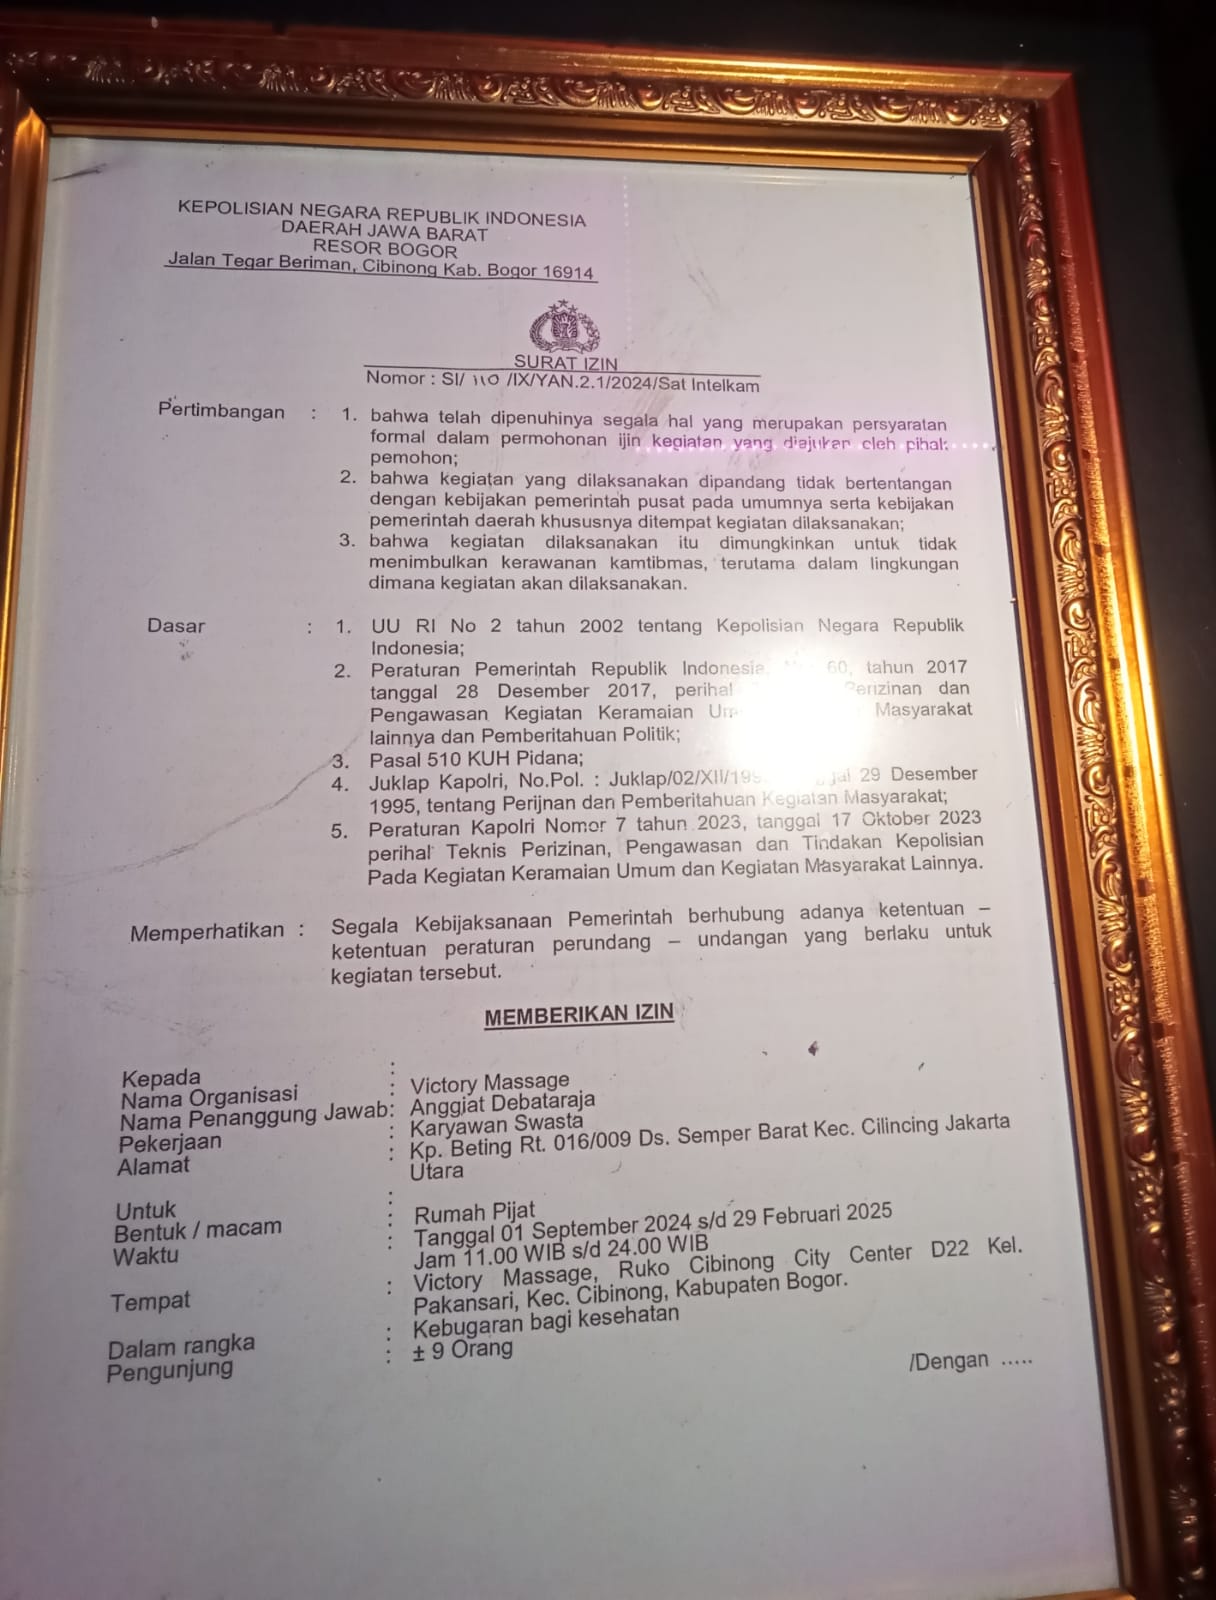 KEPOLISIAN NEGARA REPUBLIK INDONESIA
DAERAH JAWA BARAT
RESOR BOGOR
Jalan Tegar Beriman, Cibinong Kab. Bogor 16914
SURAT IZIN
Nomor : SI/ 110 /IX/YAN.2.1/2024/Sat Intelkam
Pertimbangan : 1. bahwa telah dipenuhinya segala hal yang merupakan persyaratan
formal dalam permohonan ijin kegiatan yang diajukan oleh pihak
pemohon;
2. bahwa kegiatan yang dilaksanakan dipandang tidak bertentangan
dengan kebijakan pemerintah pusat pada umumnya serta kebijakan
pemerintah daerah khususnya ditempat kegiatan dilaksanakan;
3. bahwa kegiatan dilaksanakan itu dimungkinkan untuk tidak
menimbulkan kerawanan kamtibmas, terutama dalam lingkungan
dimana kegiatan akan dilaksanakan.
Dasar : 1. UU RI No 2 tahun 2002 tentang Kepolisian Negara Republik
Indonesia;
2. Peraturan Pemerintah Republik Indonesia, 60, tahun 2017
tanggal 28 Desember 2017, perihal Perizinan dan
Pengawasan Kegiatan Keramaian Masyarakat
lainnya dan Pemberitahuan Politik;
3. Pasal 510 KUH Pidana;
4. Juklap Kapolri, No.Pol. : 29 Desember
1995, tentang Perijnan dan Pemberitahuan Kegiatan Masyarakat;
5. Peraturan Kapolri Nomor 7 tahun 2023, tanggal 17 Oktober 2023
perihal Teknis Perizinan, Pengawasan dan Tindakan Kepolisian
Pada Kegiatan Keramaian Umum dan Kegiatan Masyarakat Lainnya.
Memperhatikan : Segala Kebijaksanaan Pemerintah berhubung adanya ketentuan –
ketentuan peraturan perundang – undangan yang berlaku untuk
kegiatan tersebut.
MEMBERIKAN IZIN
Kepada :
Nama Organisasi : Victory Massage
Nama Penanggung Jawab: Anggiat Debataraja
Pekerjaan : Karyawan Swasta
Alamat : Kp. Beting Rt. 016/009 Ds. Semper Barat Kec. Cilincing Jakarta
Utara
Untuk :
Bentuk / macam : Rumah Pijat
Waktu : Tanggal 01 September 2024 s/d 29 Februari 2025
Jam 11.00 WIB s/d 24.00 WIB
Tempat : Victory Massage, Ruko Cibinong City Center D22 Kel.
Pakansari, Kec. Cibinong, Kabupaten Bogor.
Dalam rangka : Kebugaran bagi kesehatan
Pengunjung : ± 9 Orang
/Dengan .....